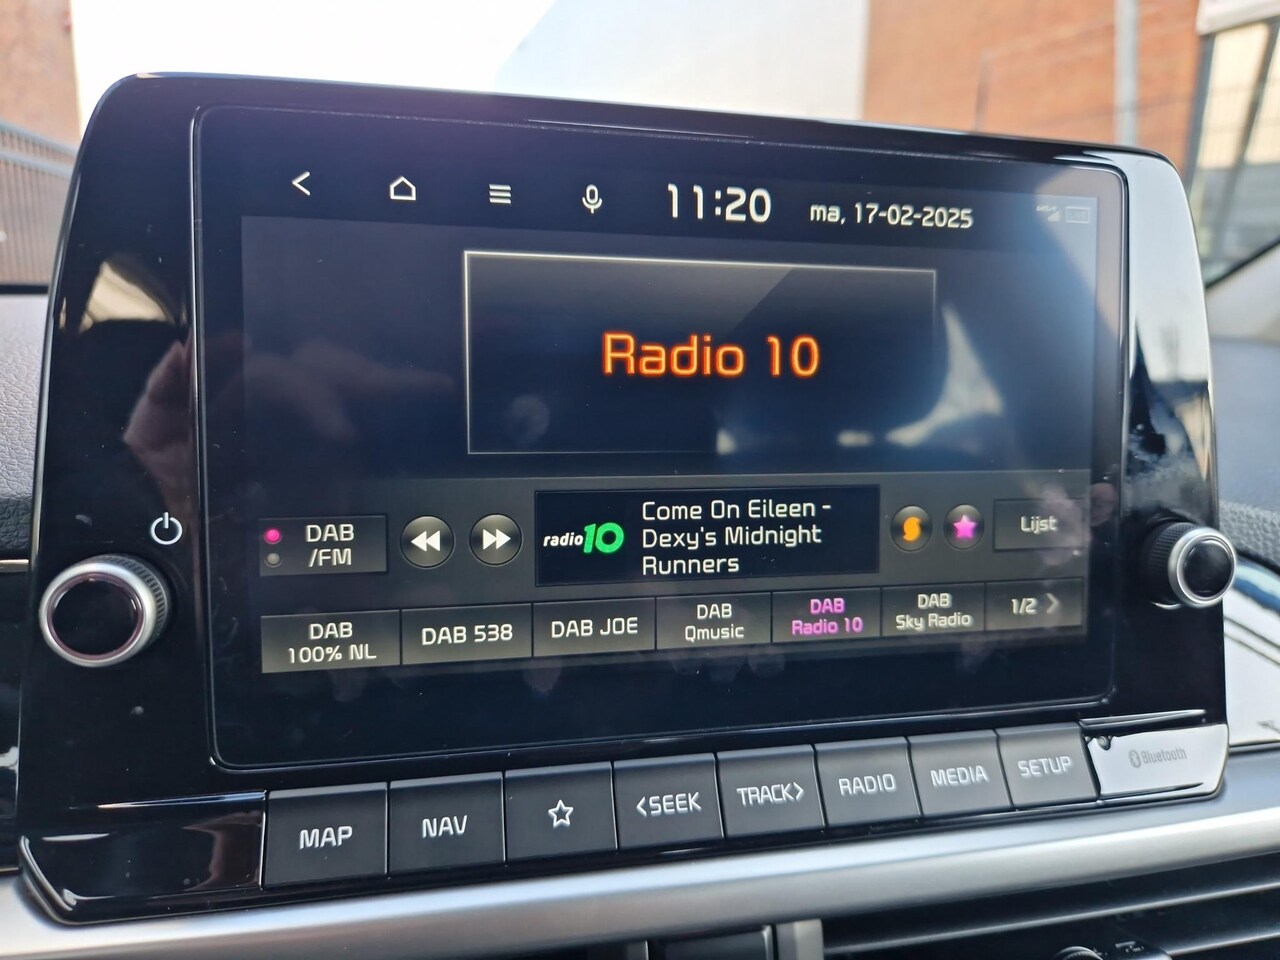 11:20 ma, 17-02-2025
Radio 10
DAB
/FM
radio10
Come On Eileen -
Dexy's Midnight
Runners
Lijst
DAB
100% NL
DAB 538
DAB JOE
DAB
Qmusic
DAB
Radio 10
DAB
Sky Radio
1/2 >
MAP
NAV
<SEEK
TRACK>
RADIO
MEDIA
SETUP
Bluetooth